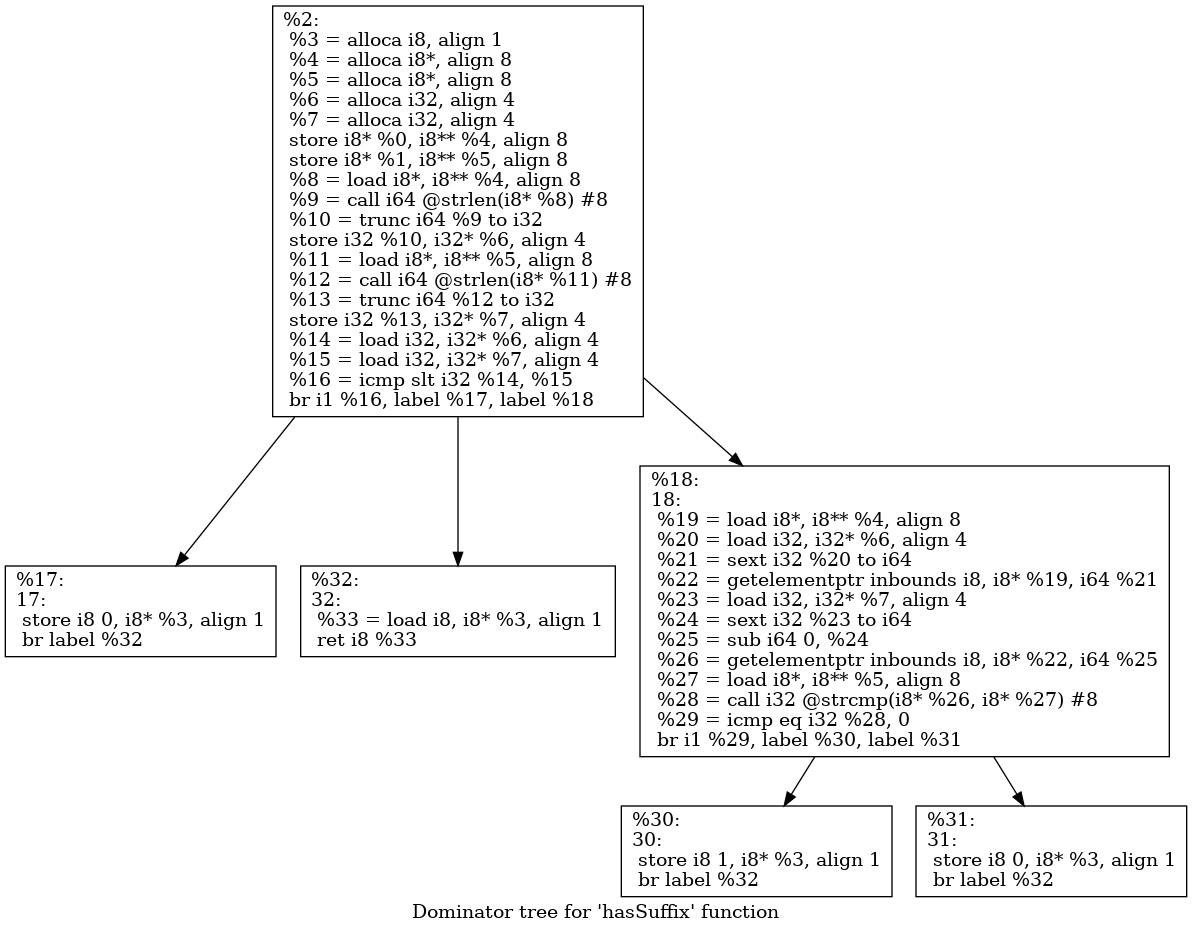 %2:
%3 = alloca i8, align 1
%4 = alloca i8*, align 8
%5 = alloca i8*, align 8
%6 = alloca i32, align 4
%7 = alloca i32, align 4
store i8* %0, i8** %4, align 8
store i8* %1, i8** %5, align 8
%8 = load i8*, i8** %4, align 8
%9 = call i64 @strlen(i8* %8) #8
%10 = trunc i64 %9 to i32
store i32 %10, i32* %6, align 4
%11 = load i8*, i8** %5, align 8
%12 = call i64 @strlen(i8* %11) #8
%13 = trunc i64 %12 to i32
store i32 %13, i32* %7, align 4
%14 = load i32, i32* %6, align 4
%15 = load i32, i32* %7, align 4
%16 = icmp slt i32 %14, %15
br i1 %16, label %17, label %18
%17:
17:
store i8 0, i8* %3, align 1
br label %32
%32:
32:
%33 = load i8, i8* %3, align 1
ret i8 %33
%18:
18:
%19 = load i8*, i8** %4, align 8
%20 = load i32, i32* %6, align 4
%21 = sext i32 %20 to i64
%22 = getelementptr inbounds i8, i8* %19, i64 %21
%23 = load i32, i32* %7, align 4
%24 = sext i32 %23 to i64
%25 = sub i64 0, %24
%26 = getelementptr inbounds i8, i8* %22, i64 %25
%27 = load i8*, i8** %5, align 8
%28 = call i32 @strcmp(i8* %26, i8* %27) #8
%29 = icmp eq i32 %28, 0
br i1 %29, label %30, label %31
%30:
30:
store i8 1, i8* %3, align 1
br label %32
%31:
31:
store i8 0, i8* %3, align 1
br label %32
Dominator tree for 'hasSuffix' function